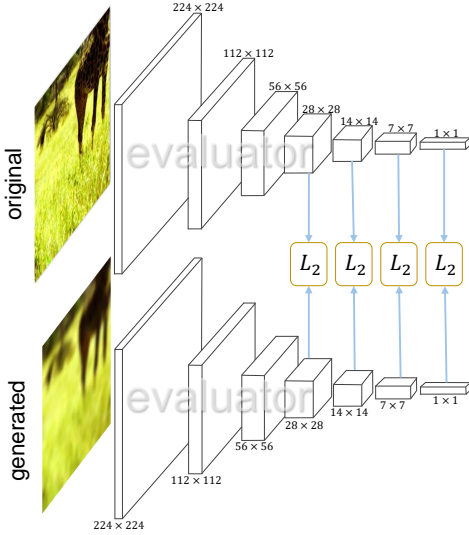 224 × 224
112 × 112
56 × 56
28 × 28
14 × 14
7 × 7
1 × 1
original
evaluator
L₂ L₂ L₂ L₂
generated
evaluator
1 × 1
7 × 7
14 × 14
28 × 28
56 × 56
112 × 112
224 × 224